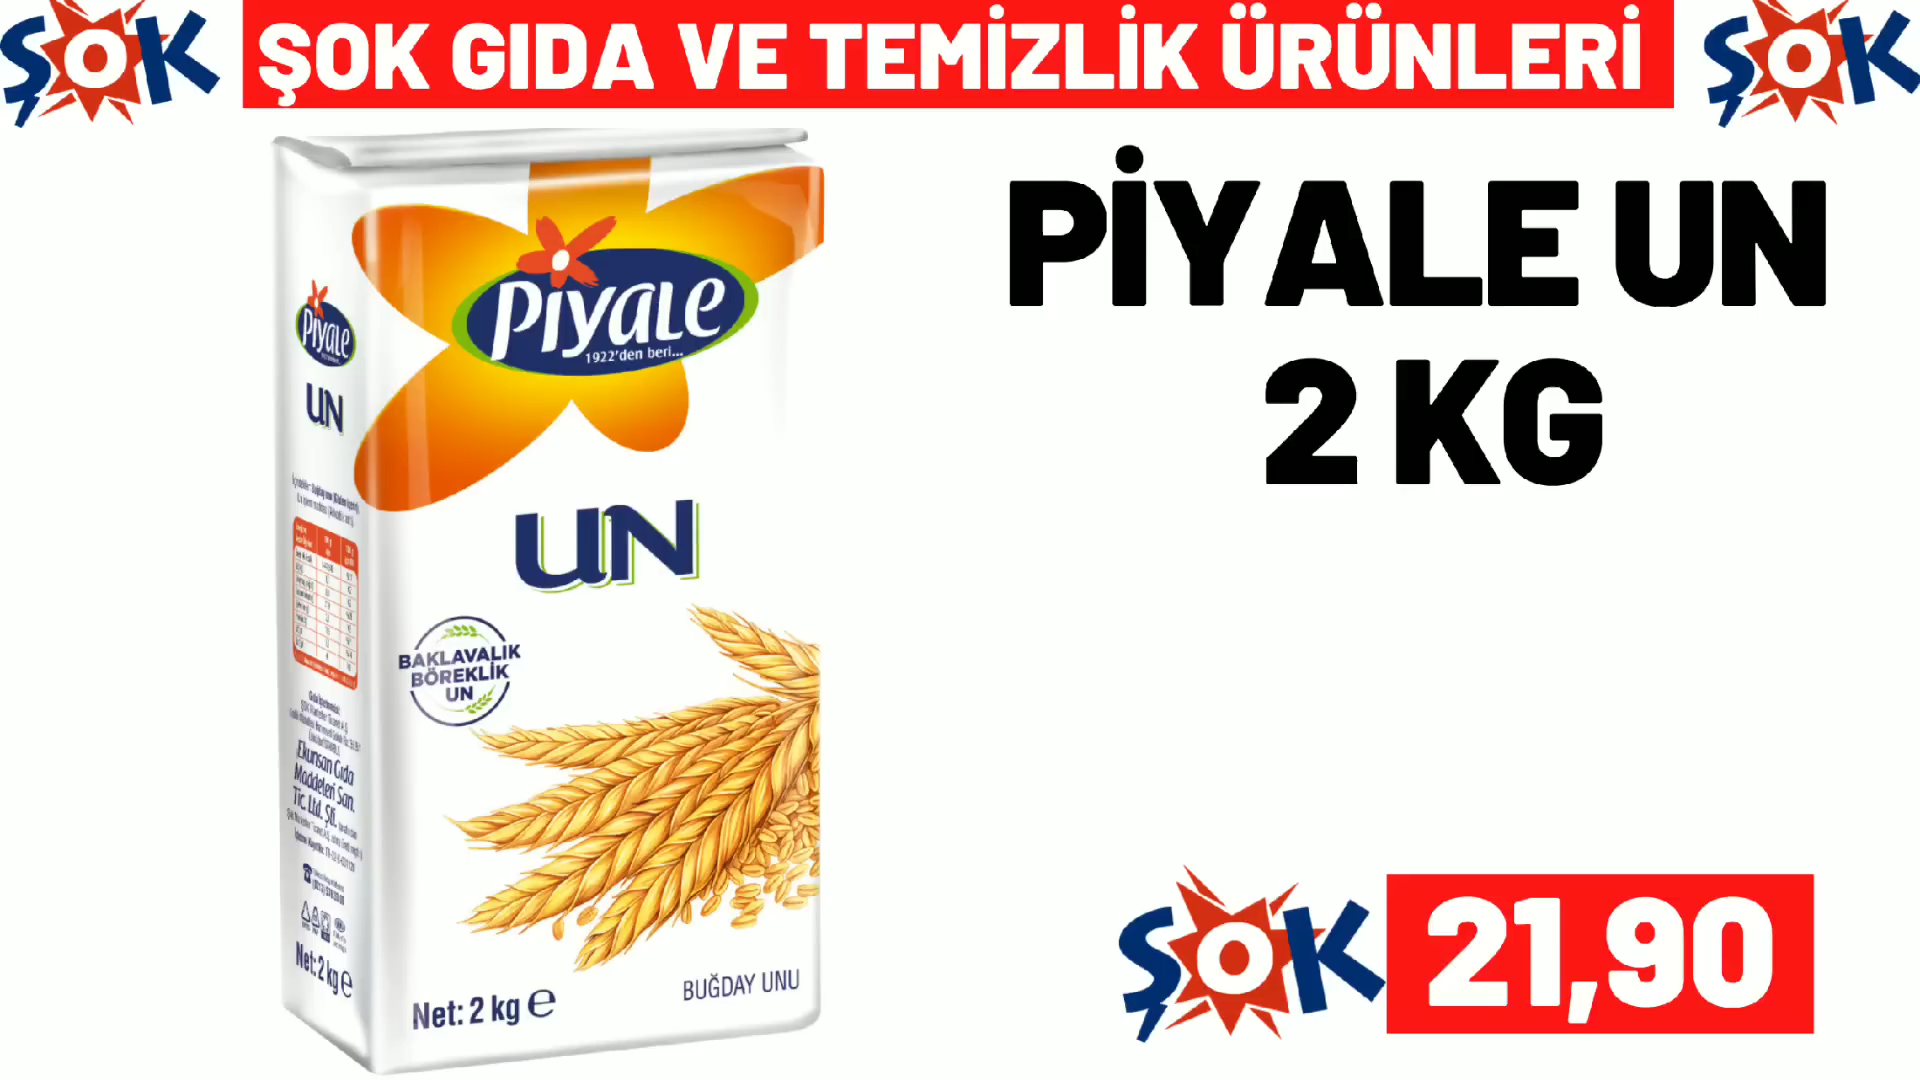 ŞOK
ŞOK GIDA VE TEMİZLİK ÜRÜNLERİ
ŞOK
PİYALE UN
2 KG
Piyale
1922'den beri...
UN
BAKLAVALIK
BÖREKLİK
UN
BUĞDAY UNU
Net: 2 kg e
Piyale
UN
Ekunsan Gıda
Maddeleri San.
Tic. Ltd. Şti.
Net: 2 kg e
ŞOK
21,90